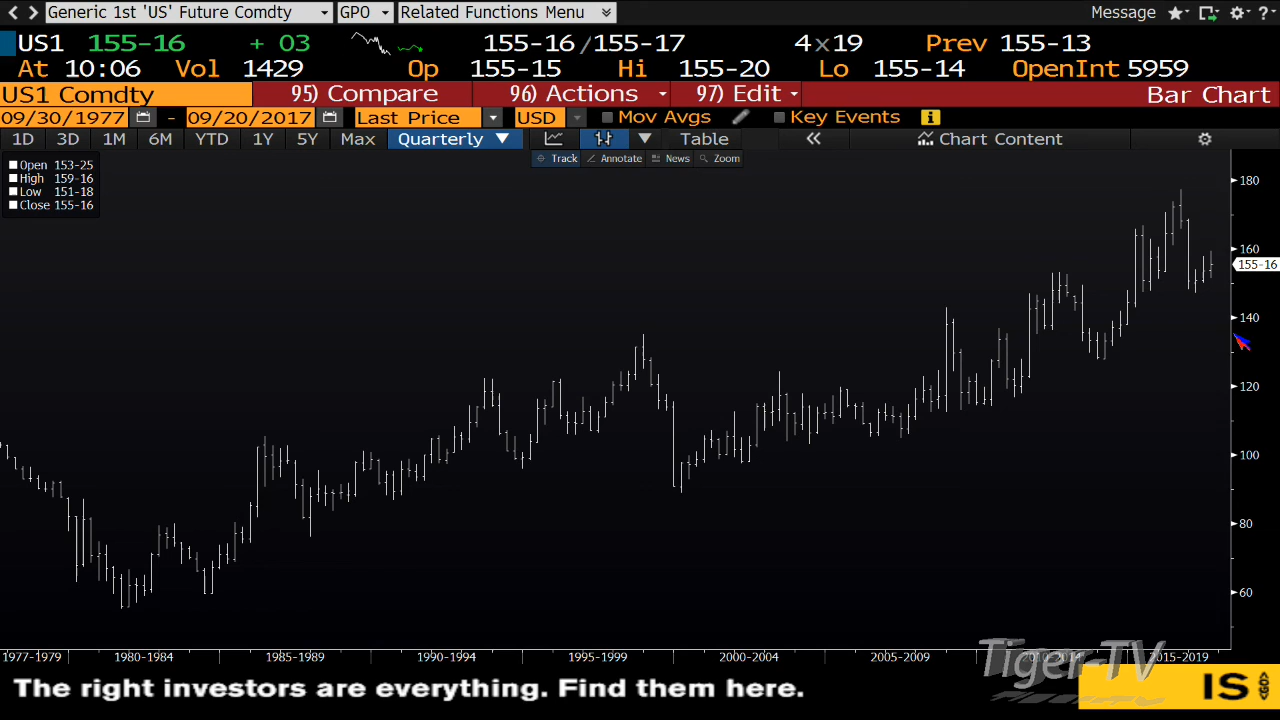 Generic 1st 'US' Future Comdty GPO Related Functions Menu Message ?
US1 155-16 + 03 155-16/155-17 4x19 Prev 155-13
At 10:06 Vol 1429 Op 155-15 Hi 155-20 Lo 155-14 OpenInt 5959
US1 Comdty 95) Compare 96) Actions 97) Edit Bar Chart
09/30/1977 - 09/20/2017 Last Price USD Mov Avgs Key Events
1D 3D 1M 6M YTD 1Y 5Y Max Quarterly Table Chart Content
Track Annotate News Zoom
Open 153-25
High 159-16
Low 151-18
Close 155-16
180
160
155-16
140
120
100
80
60
1977-1979 1980-1984 1985-1989 1990-1994 1995-1999 2000-2004 2005-2009 2010-2014 2015-2019
Tiger-TV
The right investors are everything. Find them here. IS